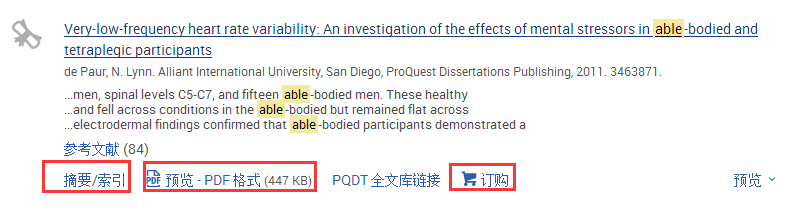 Very-low-frequency heart rate variability: An investigation of the effects of mental stressors in able-bodied and
tetraplegic participants
de Paur, N. Lynn. Alliant International University, San Diego, ProQuest Dissertations Publishing, 2011. 3463871.
...men, spinal levels C5-C7, and fifteen able-bodied men. These healthy
...and fell across conditions in the able-bodied but remained flat across
...electrodermal findings confirmed that able-bodied participants demonstrated a
参考文献 (84)
摘要/索引 PDF 预览 - PDF 格式 (447 KB) PQDT 全文库链接 订购 预览